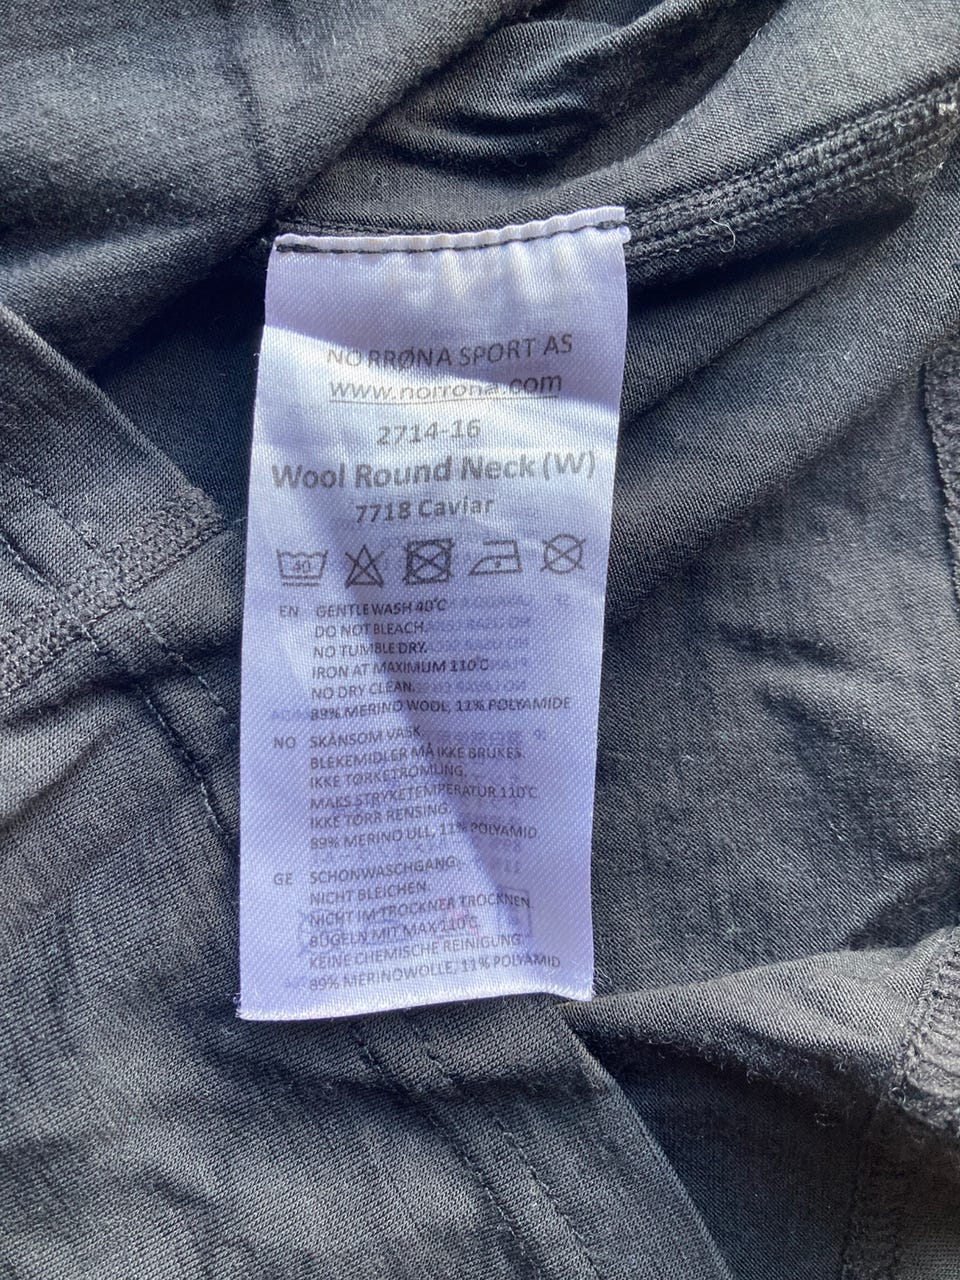 NORRØNA SPORT AS
www.norrona.com
2714-16
Wool Round Neck (W)
7718 Caviar
40
EN GENTLE WASH 40°C
DO NOT BLEACH.
NO TUMBLE DRY.
IRON AT MAXIMUM 110°C
NO DRY CLEAN.
89% MERINO WOOL, 11% POLYAMIDE
NO SKÅNSOM VASK.
BLEKEMIDLER MÅ IKKE BRUKES.
IKKE TØRKETROMLING.
MAKS STRYKETEMPERATUR 110°C
IKKE TØRR RENSING.
89% MERINO ULL, 11% POLYAMID
GE SCHONWASCHGANG.
NICHT BLEICHEN.
NICHT IM TROCKNER TROCKNEN.
BÜGELN MIT MAX 110°C
KEINE CHEMISCHE REINIGUNG
89% MERINOWOLLE, 11% POLYAMID